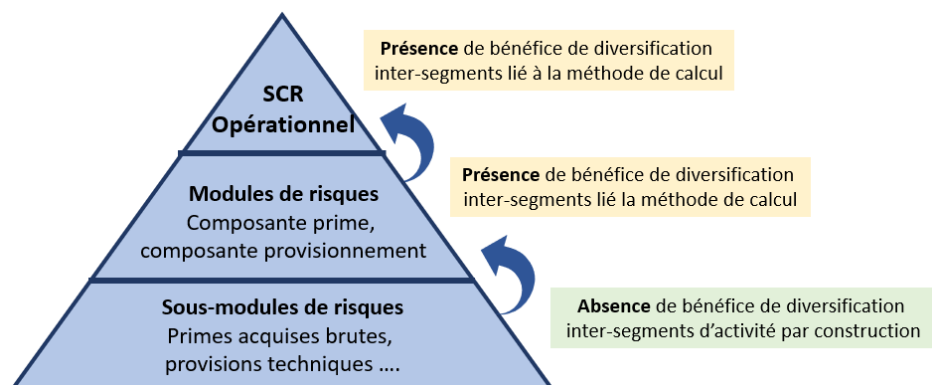 Présence de bénéfice de diversification
inter-segments lié à la méthode de calcul
SCR
Opérationnel
Présence de bénéfice de diversification
inter-segments lié la méthode de calcul
Modules de risques
Composante prime,
composante provisionnement
Absence de bénéfice de diversification
inter-segments d'activité par construction
Sous-modules de risques
Primes acquises brutes,
provisions techniques ....